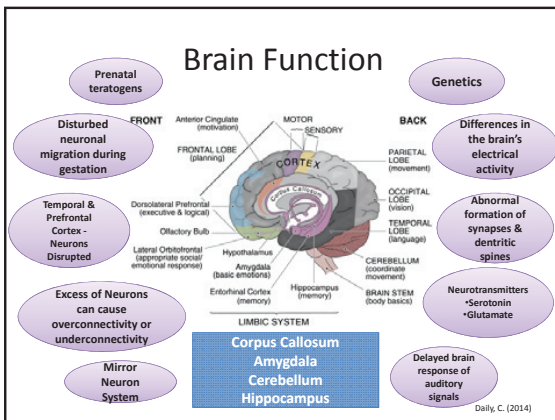 Brain Function
Prenatal
teratogens
Disturbed
neuronal
migration during
gestation
Temporal &
Prefrontal
Cortex -
Neurons
Disrupted
Excess of Neurons
can cause
overconnectivity or
underconnectivity
Mirror
Neuron
System
FRONT
Anterior Cingulate
(motivation)
FRONTAL LOBE
(planning)
Dorsolateral Prefrontal
(executive & logical)
Olfactory Bulb
Lateral Orbitofrontal
(appropriate social/
emotional response)
Hypothalamus
Amygdala
(basic emotions)
Entorhinal Cortex
(memory)
Hippocampus
(memory)
LIMBIC SYSTEM
MOTOR
SENSORY
CORTEX
Corpus Callosum
BACK
PARIETAL
LOBE
(movement)
OCCIPITAL
LOBE
(vision)
TEMPORAL
LOBE
(language)
CEREBELLUM
(coordinate
movement)
BRAIN STEM
(body basics)
Corpus Callosum
Amygdala
Cerebellum
Hippocampus
Genetics
Differences in
the brain's
electrical
activity
Abnormal
formation of
synapses &
dentritic
spines
Neurotransmitters
•Serotonin
•Glutamate
Delayed brain
response of
auditory
signals
Daily, C. (2014)